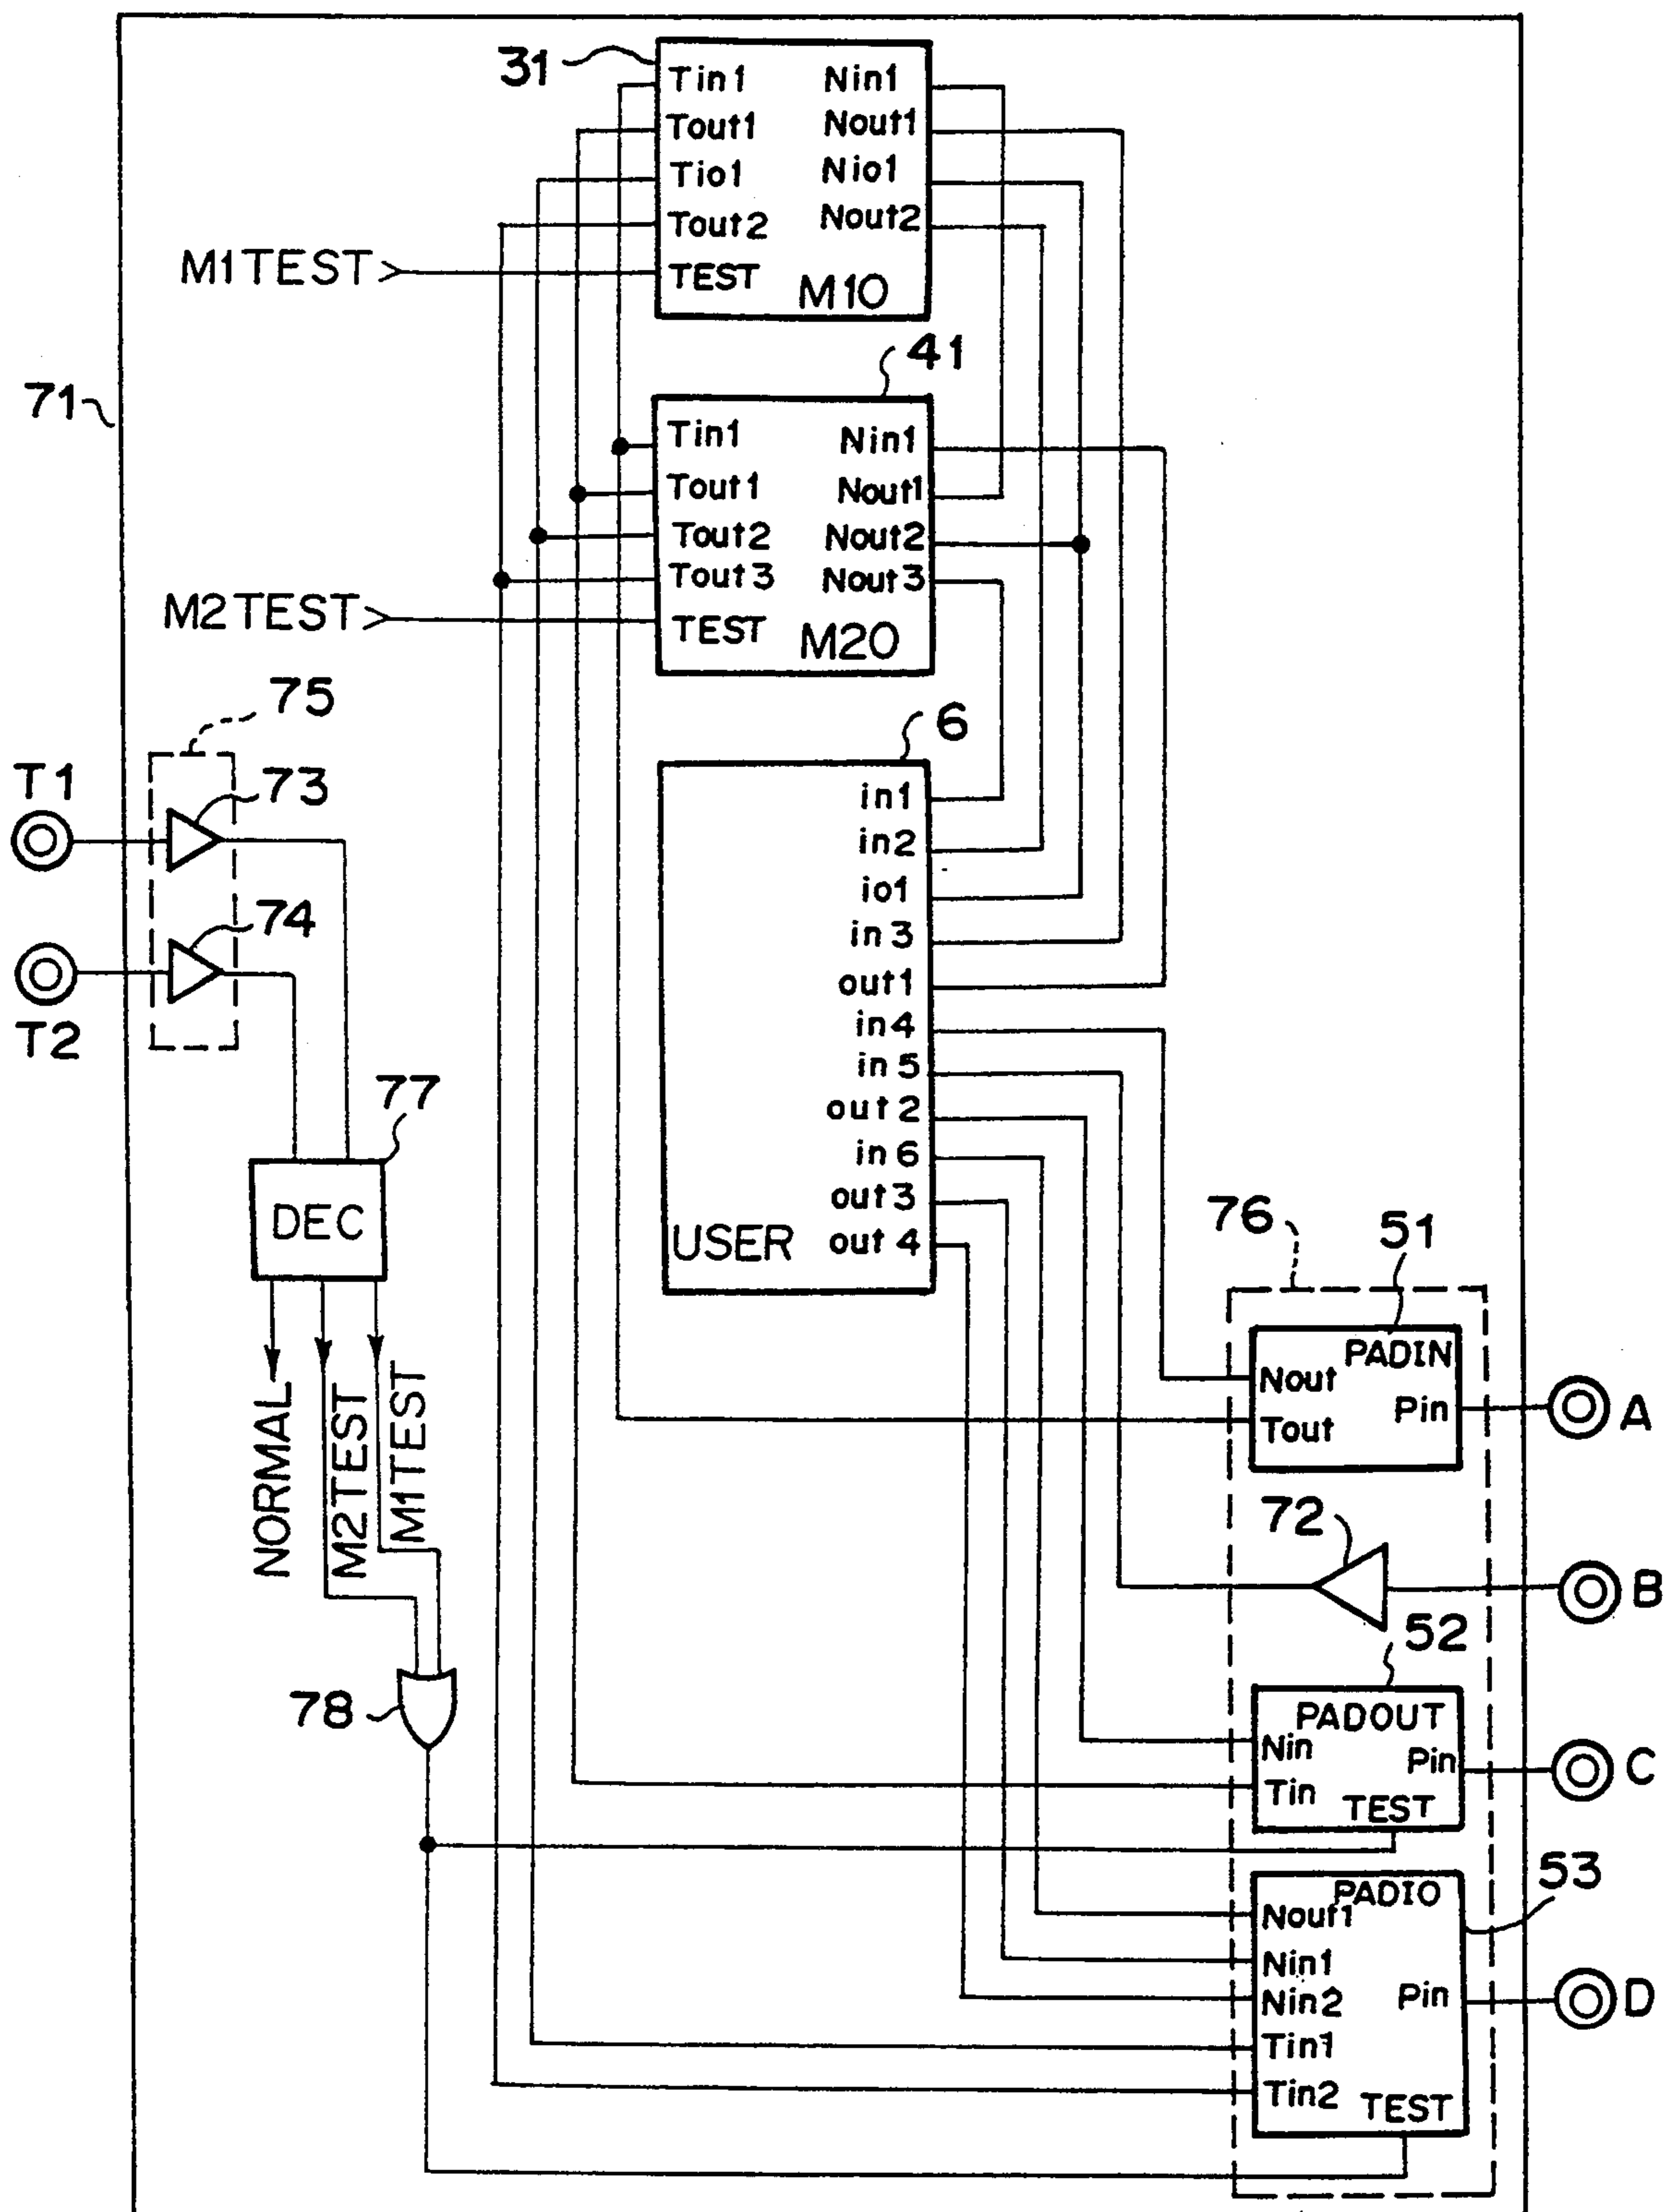 31
Tin1 Nin1
Tout1 Nout1
Tio1 Nio1
Tout2 Nout2
M1TEST
TEST
M10
41
71
Tin1 Nin1
Tout1 Nout1
Tout2 Nout2
Tout3 Nout3
M2TEST
TEST
M20
75
6
T1
73
in1
in2
io1
74
in3
out1
T2
in4
in5
77
out2
in6
out3
DEC
USER out4
76
51
PADIN
Nout
Pin
A
Tout
NORMAL
M2TEST
M1TEST
72
B
52
78
PADOUT
Nin
Pin
C
Tin
TEST
53
PADIO
Nout1
Nin1
Nin2
Pin
D
Tin1
Tin2
TEST